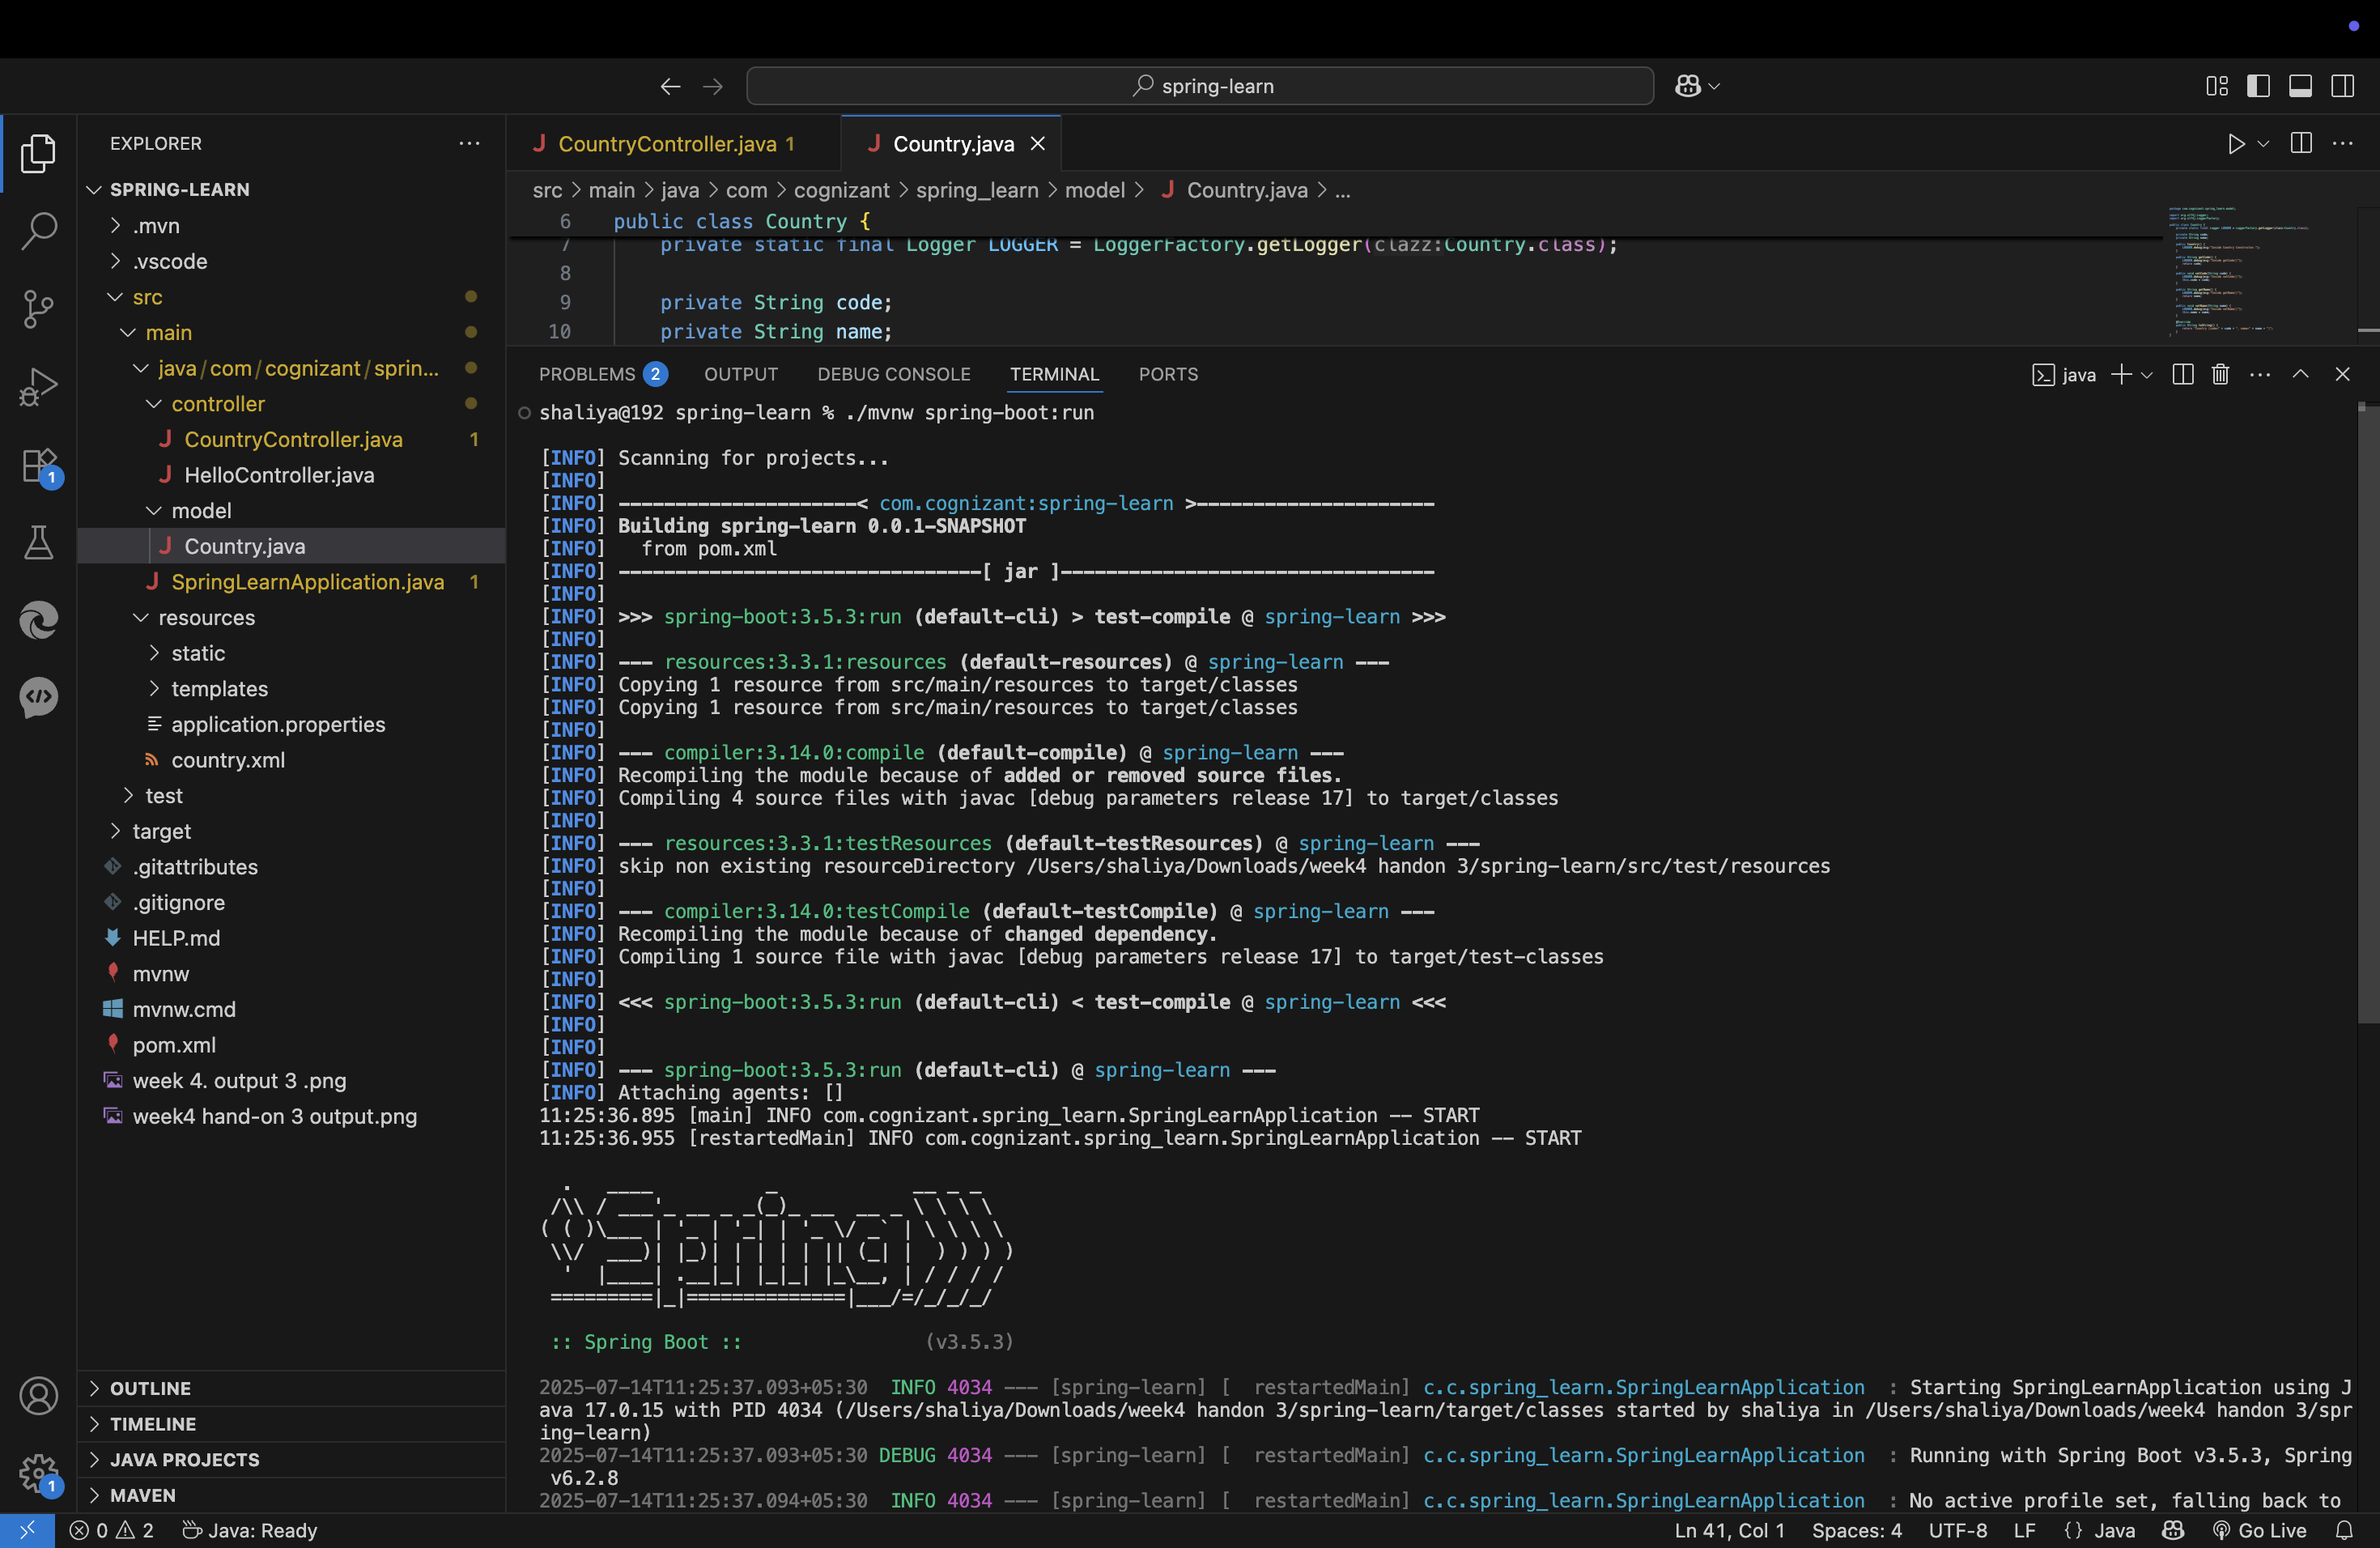 spring-learn
EXPLORER
SPRING-LEARN
.mvn
.vscode
src
main
java/com/cognizant/sprin...
controller
CountryController.java 1
HelloController.java
model
Country.java
SpringLearnApplication.java 1
resources
static
templates
application.properties
country.xml
test
target
.gitattributes
.gitignore
HELP.md
mvnw
mvnw.cmd
pom.xml
week 4. output 3 .png
week4 hand-on 3 output.png
OUTLINE
TIMELINE
JAVA PROJECTS
MAVEN
1
1
CountryController.java 1
Country.java
src > main > java > com > cognizant > spring_learn > model > Country.java > ...
6 public class Country {
7 private static final Logger LOGGER = LoggerFactory.getLogger(clazz:Country.class);
8
9 private String code;
10 private String name;
PROBLEMS 2 OUTPUT DEBUG CONSOLE TERMINAL PORTS
java
shaliya@192 spring-learn % ./mvnw spring-boot:run
[INFO] Scanning for projects...
[INFO]
[INFO] ---------------------< com.cognizant:spring-learn >---------------------
[INFO] Building spring-learn 0.0.1-SNAPSHOT
[INFO]   from pom.xml
[INFO] --------------------------------[ jar ]---------------------------------
[INFO]
[INFO] >>> spring-boot:3.5.3:run (default-cli) > test-compile @ spring-learn >>>
[INFO]
[INFO] --- resources:3.3.1:resources (default-resources) @ spring-learn ---
[INFO] Copying 1 resource from src/main/resources to target/classes
[INFO] Copying 1 resource from src/main/resources to target/classes
[INFO]
[INFO] --- compiler:3.14.0:compile (default-compile) @ spring-learn ---
[INFO] Recompiling the module because of added or removed source files.
[INFO] Compiling 4 source files with javac [debug parameters release 17] to target/classes
[INFO]
[INFO] --- resources:3.3.1:testResources (default-testResources) @ spring-learn ---
[INFO] skip non existing resourceDirectory /Users/shaliya/Downloads/week4 handon 3/spring-learn/src/test/resources
[INFO]
[INFO] --- compiler:3.14.0:testCompile (default-testCompile) @ spring-learn ---
[INFO] Recompiling the module because of changed dependency.
[INFO] Compiling 1 source file with javac [debug parameters release 17] to target/test-classes
[INFO]
[INFO] <<< spring-boot:3.5.3:run (default-cli) < test-compile @ spring-learn <<<
[INFO]
[INFO]
[INFO] --- spring-boot:3.5.3:run (default-cli) @ spring-learn ---
[INFO] Attaching agents: []
11:25:36.895 [main] INFO com.cognizant.spring_learn.SpringLearnApplication -- START
11:25:36.955 [restartedMain] INFO com.cognizant.spring_learn.SpringLearnApplication -- START
  .   ____          _            __ _ _
 /\\ / ___'_ __ _ _(_)_ __  __ _ \ \ \ \
( ( )\___ | '_ | '_| | '_ \/ _` | \ \ \ \
 \\/  ___)| |_)| | | | | || (_| |  ) ) ) )
  '  |____| .__|_| |_|_| |_\__, | / / / /
 =========|_|==============|___/=/_/_/_/
 :: Spring Boot ::                (v3.5.3)
2025-07-14T11:25:37.093+05:30  INFO 4034 --- [spring-learn] [  restartedMain] c.c.spring_learn.SpringLearnApplication  : Starting SpringLearnApplication using J
ava 17.0.15 with PID 4034 (/Users/shaliya/Downloads/week4 handon 3/spring-learn/target/classes started by shaliya in /Users/shaliya/Downloads/week4 handon 3/spr
ing-learn)
2025-07-14T11:25:37.093+05:30 DEBUG 4034 --- [spring-learn] [  restartedMain] c.c.spring_learn.SpringLearnApplication  : Running with Spring Boot v3.5.3, Spring
 v6.2.8
2025-07-14T11:25:37.094+05:30  INFO 4034 --- [spring-learn] [  restartedMain] c.c.spring_learn.SpringLearnApplication  : No active profile set, falling back to
0 2 Java: Ready Ln 41, Col 1 Spaces: 4 UTF-8 LF {} Java Go Live